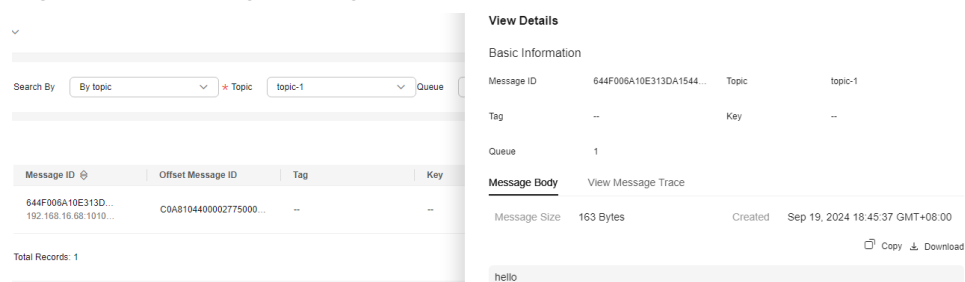 Search By By topic * Topic topic-1 Queue
Message ID Offset Message ID Tag Key
644F006A10E313D... C0A8104400002775000... -- --
192.168.16.68:1010...
Total Records: 1
View Details
Basic Information
Message ID 644F006A10E313DA1544... Topic topic-1
Tag -- Key --
Queue 1
Message Body View Message Trace
Message Size 163 Bytes Created Sep 19, 2024 18:45:37 GMT+08:00
Copy Download
hello